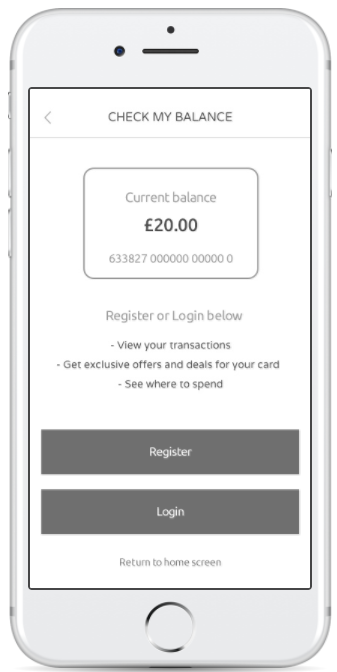 CHECK MY BALANCE
Current balance
£20.00
633827 000000 00000 0
Register or Login below
- View your transactions
- Get exclusive offers and deals for your card
- See where to spend
Register
Login
Return to home screen